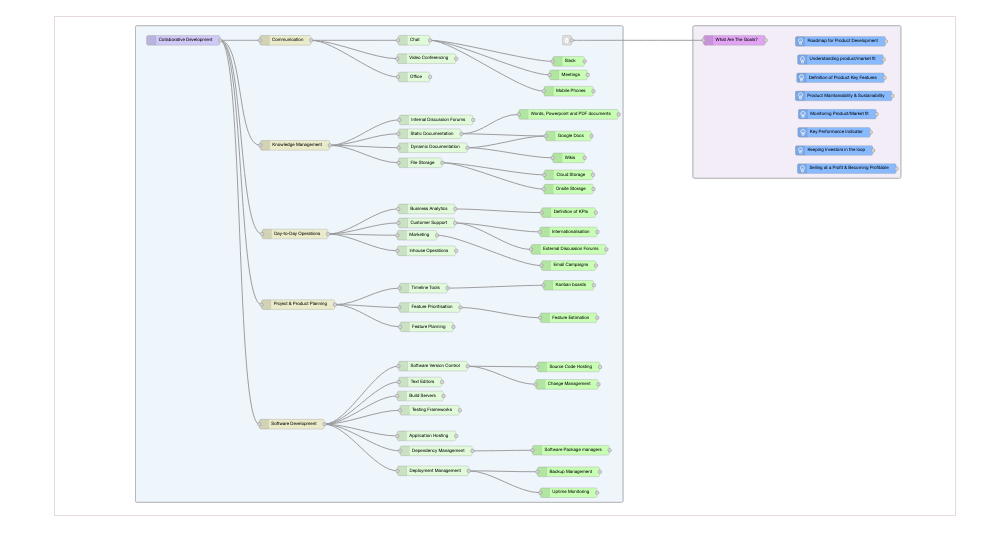 Collaborative Development
Communication
Chat
Video Conferencing
Office
Slack
Meetings
Mobile Phones
Knowledge Management
Internal Discussion Forums
Static Documentation
Dynamic Documentation
File Storage
Words, Powerpoint and PDF documents
Google Docs
Wikis
Cloud Storage
Onsite Storage
Day-to-Day Operations
Business Analytics
Customer Support
Marketing
Inhouse Operations
Definition of KPIs
Internationalisation
External Discussion Forums
Email Campaigns
Project & Product Planning
Timeline Tools
Feature Prioritisation
Feature Planning
Kanban boards
Feature Estimation
Software Development
Software Version Control
Text Editors
Build Servers
Testing Frameworks
Application Hosting
Dependency Management
Deployment Management
Source Code Hosting
Change Management
Software Package managers
Backup Management
Uptime Monitoring
What Are The Goals?
Roadmap for Product Development
Understanding product/market fit
Definition of Product Key Features
Product Maintainability & Sustainability
Monitoring Product/Market fit
Key Performance Indicator
Keeping Investors in the loop
Selling at a Profit & Becoming Profitable